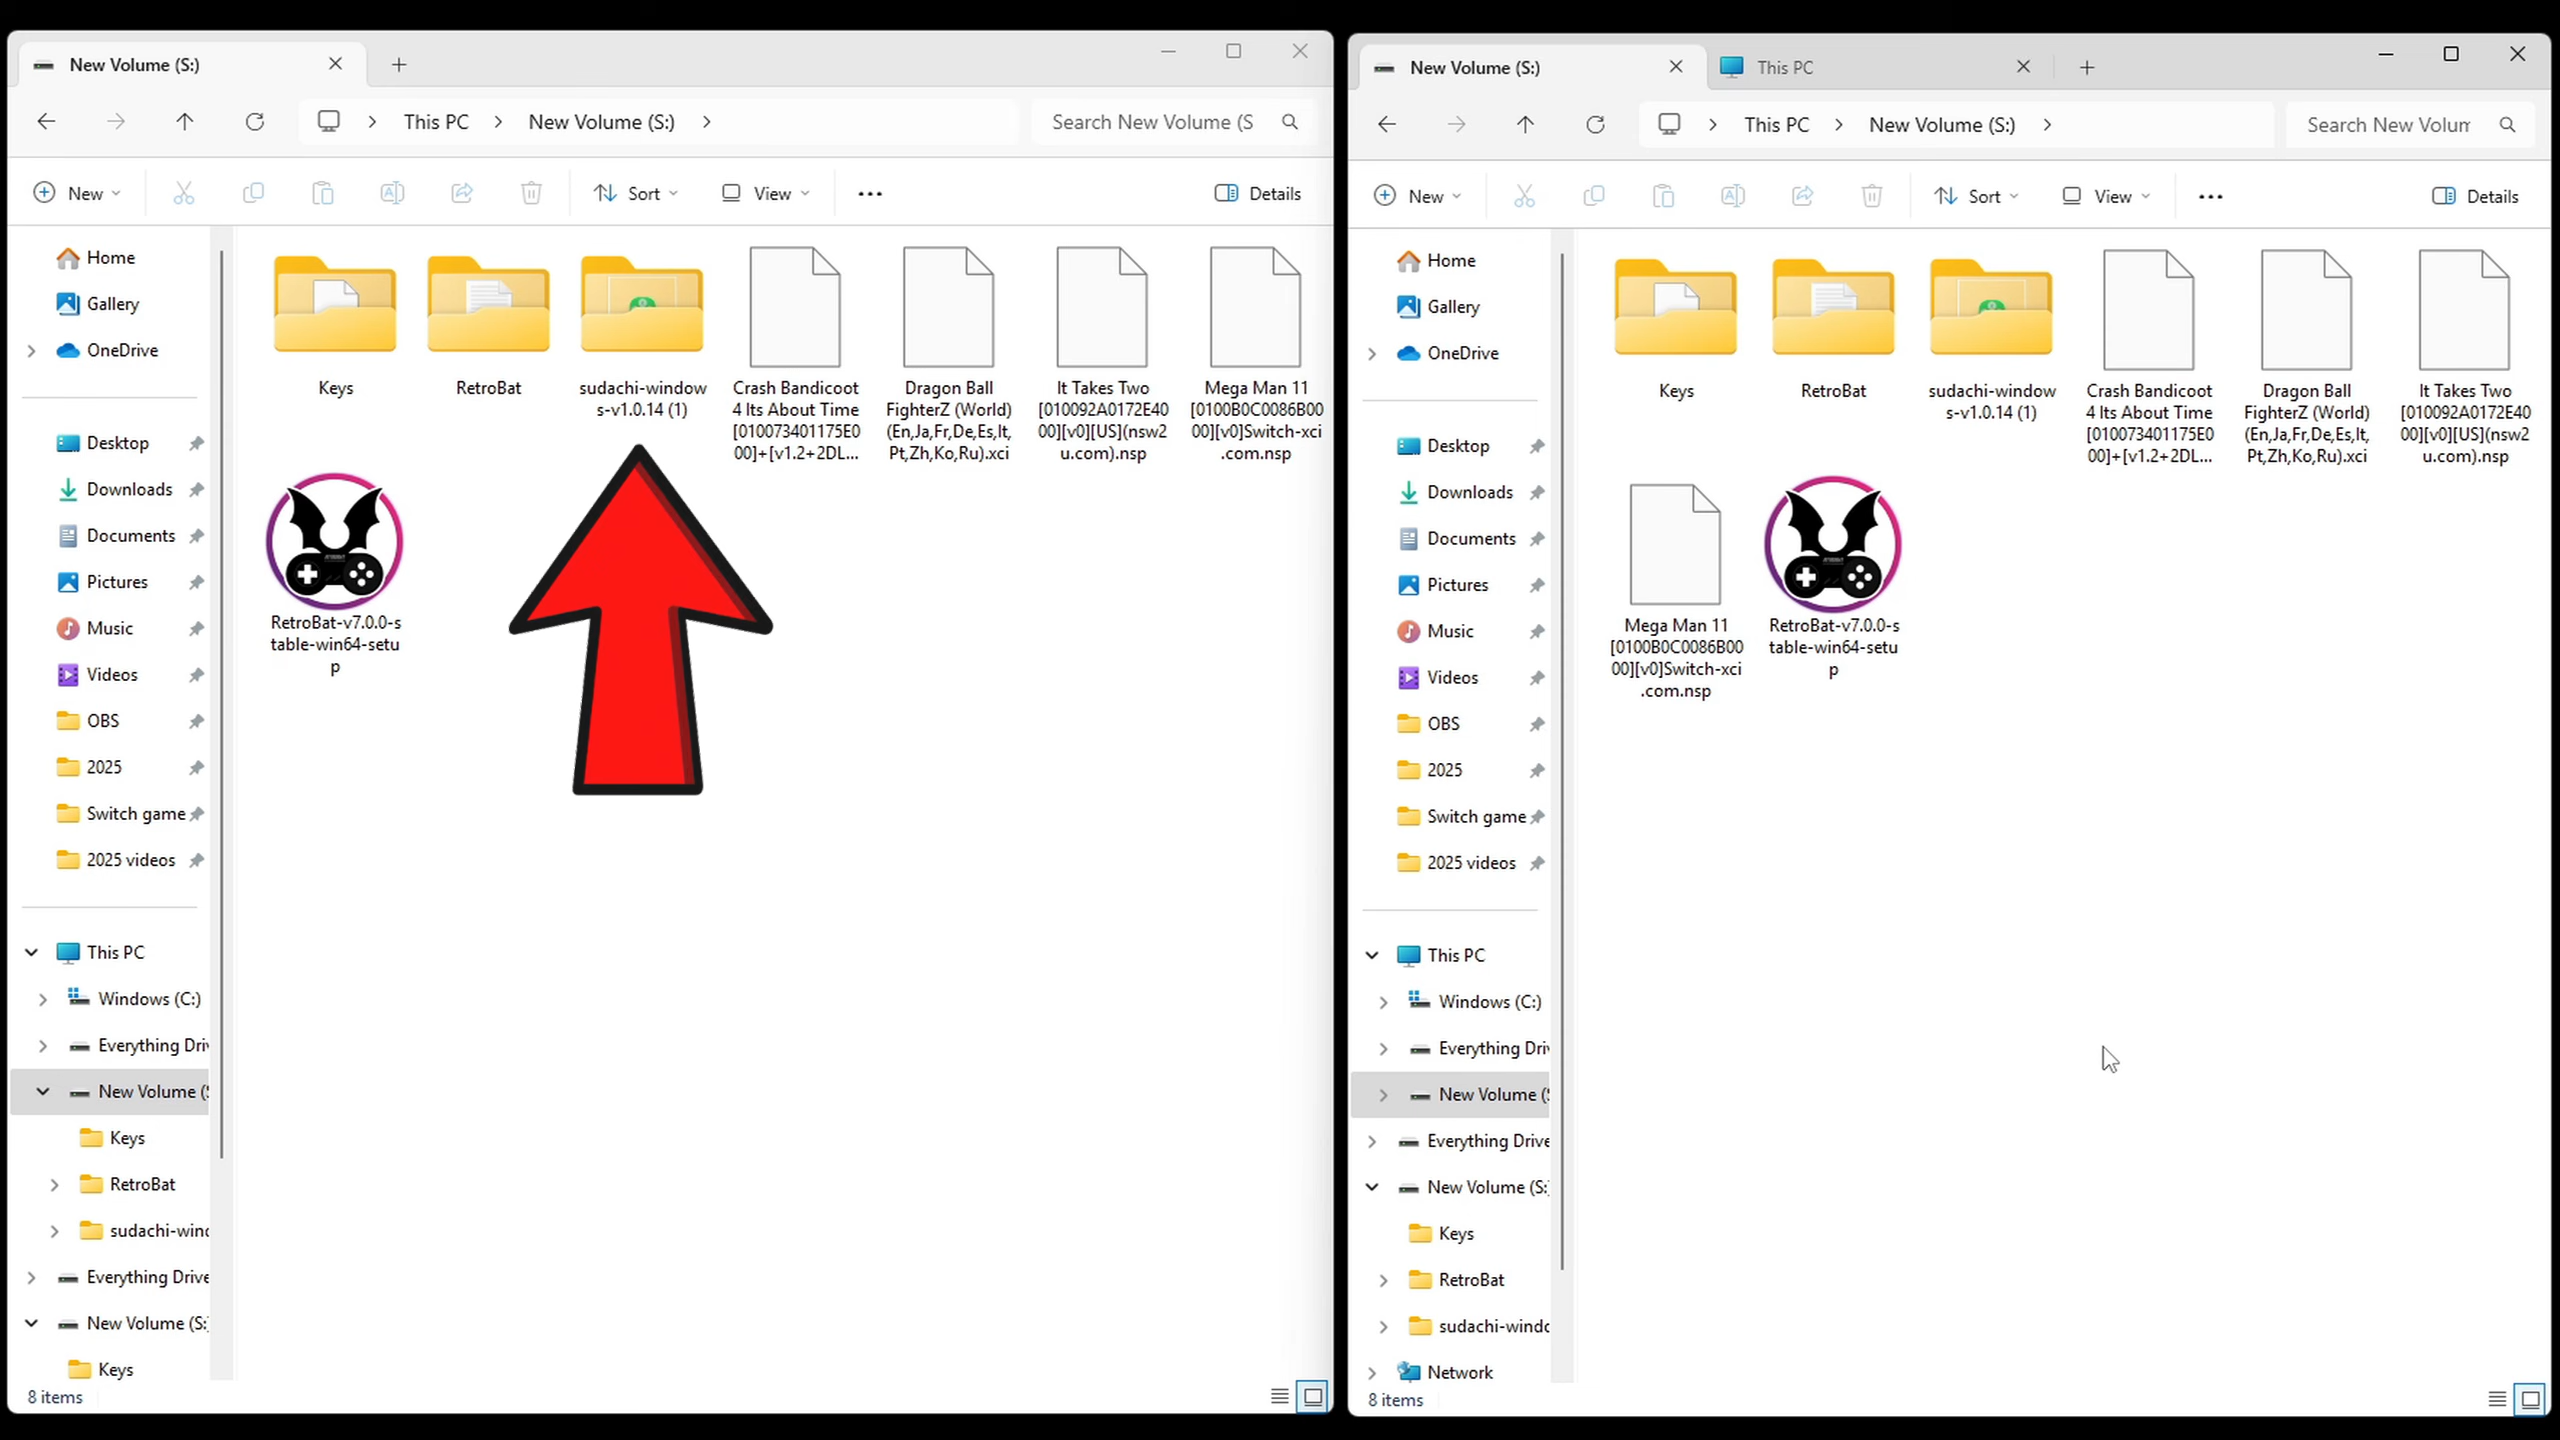 New Volume (S:)
This PC
New Volume (S:)
Search New Volume (S
New
Sort
View
Details
Home
Gallery
OneDrive
Desktop
Downloads
Documents
Pictures
Music
Videos
OBS
2025
Switch game
2025 videos
This PC
Windows (C:)
Everything Driv
New Volume (S
Keys
RetroBat
sudachi-wind
Everything Drive
New Volume (S:)
Keys
8 items
Keys
RetroBat
sudachi-window
s-v1.0.14 (1)
Crash Bandicoot
4 Its About Time
[010073401175E0
00]+[v1.2+2DL...
Dragon Ball
FighterZ (World)
(En,Ja,Fr,De,Es,It,
Pt,Zh,Ko,Ru).xci
It Takes Two
[010092A0172E40
00][v0][US](nsw2
u.com).nsp
Mega Man 11
[0100B0C0086B00
00][v0]Switch-xci
.com.nsp
RetroBat-v7.0.0-s
table-win64-setu
p
New Volume (S:)
This PC
This PC
New Volume (S:)
Search New Volum
New
Sort
View
Details
Home
Gallery
OneDrive
Desktop
Downloads
Documents
Pictures
Music
Videos
OBS
2025
Switch game
2025 videos
This PC
Windows (C:)
Everything Driv
New Volume (S
Everything Drive
New Volume (S:)
Keys
RetroBat
sudachi-windo
Network
8 items
Keys
RetroBat
sudachi-window
s-v1.0.14 (1)
Crash Bandicoot
4 Its About Time
[010073401175E0
00]+[v1.2+2DL...
Dragon Ball
FighterZ (World)
(En,Ja,Fr,De,Es,It,
Pt,Zh,Ko,Ru).xci
It Takes Two
[010092A0172E40
00][v0][US](nsw2
u.com).nsp
Mega Man 11
[0100B0C0086B00
00][v0]Switch-xci
.com.nsp
RetroBat-v7.0.0-s
table-win64-setu
p